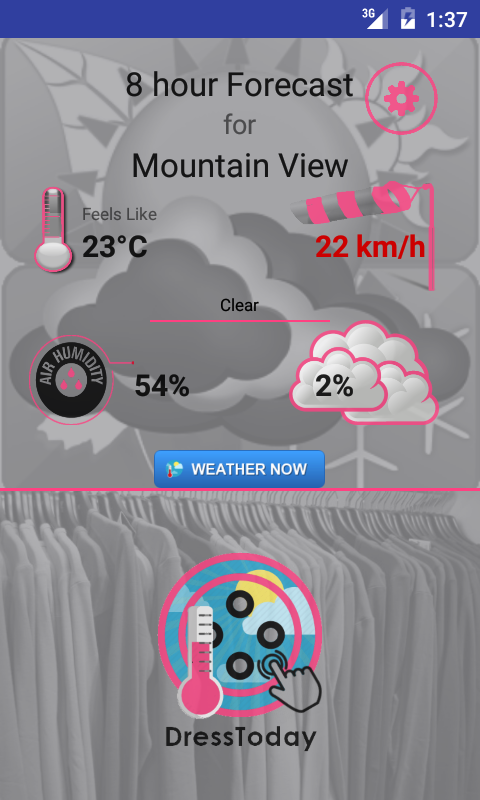 3G
1:37
8 hour Forecast
for
Mountain View
Feels Like
23°C
22 km/h
Clear
AIR HUMIDITY
54%
2%
WEATHER NOW
DressToday